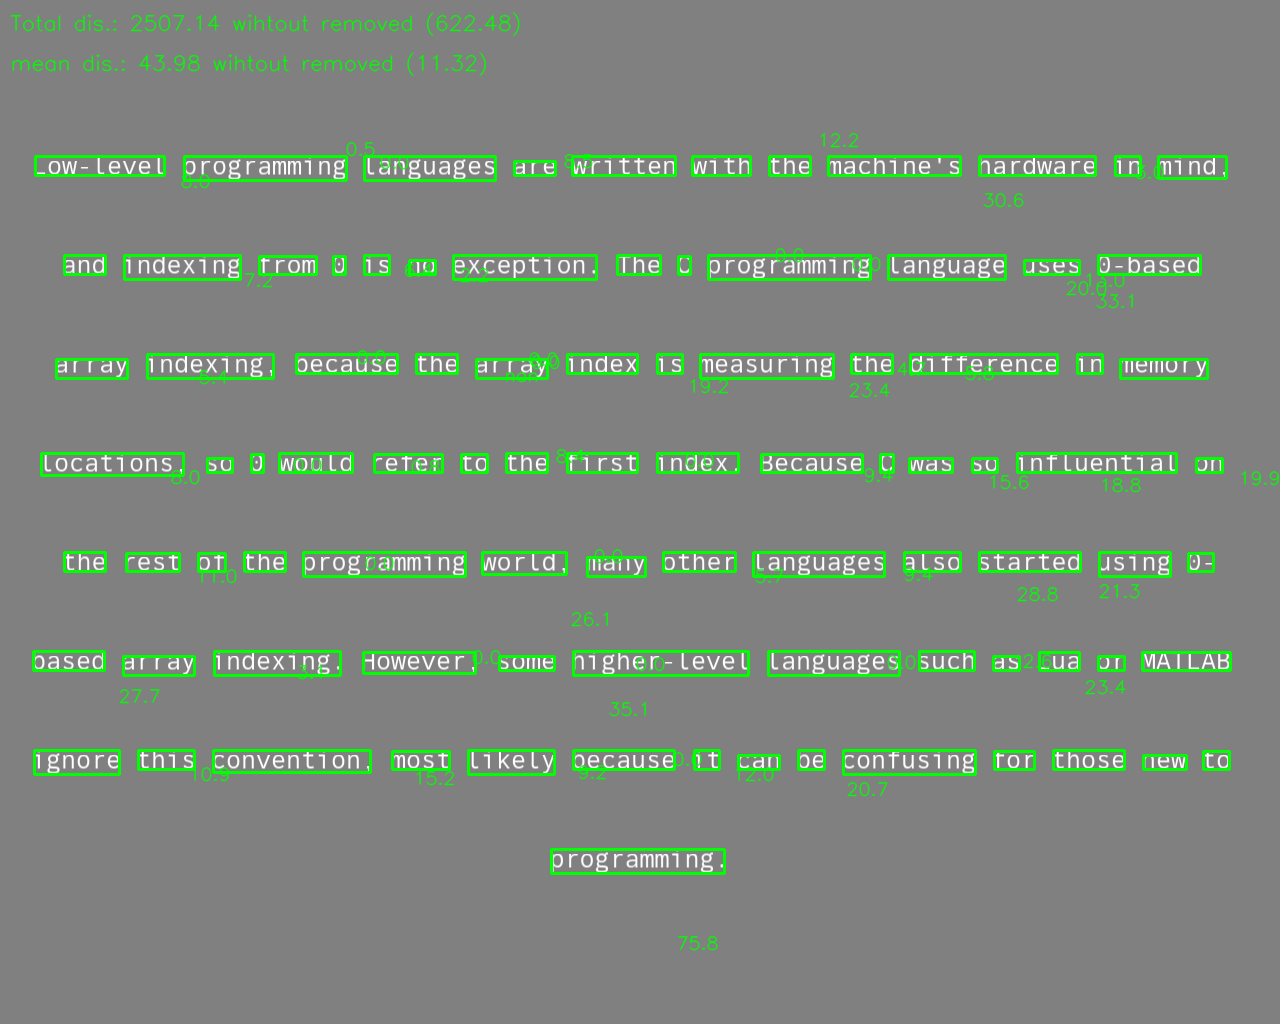 Total dis.: 2507.14 wihtout removed (622.48)
mean dis.: 43.98 wihtout removed (11.32)
12.2
0.5
Low-level programming languages are written with the machine's hardware in mind,
30.6
and indexing from 0 is no exception. The C programming language uses 0-based
7.2
20.0
33.1
array indexing, because the array index is measuring the difference in memory
19.2 23.4
locations, so 0 would refer to the first index. Because C was so influential on
6.0 9.4 15.6 18.8 19.9
the rest of the programming world, many other languages also started using 0-
11.0 5.7 9.4 28.8 21.3
26.1
based array indexing. However, some higher-level languages such as Lua or MATLAB
27.7 35.1 23.4
ignore this convention, most likely because it can be confusing for those new to
10.9 15.2 9.2 12.0 20.7
programming.
75.8